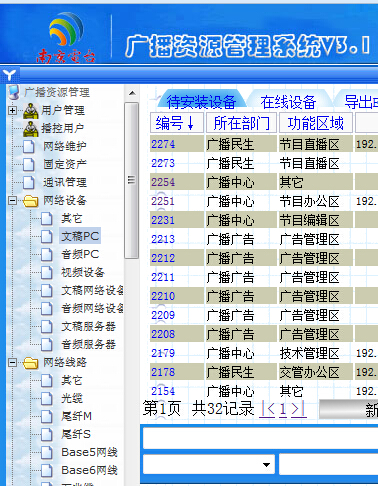 广播资源管理系统V3.1
南京电台
广播资源管理
用户管理
播控用户
网络维护
固定资产
通讯管理
网络设备
其它
文稿PC
音频PC
视频设备
文稿网络设备
音频网络设备
文稿服务器
音频服务器
网络线路
其它
光缆
尾纤M
尾纤S
Base5网线
Base6网线
待安装设备 在线设备 导出
编号↓ 所在部门 功能区域
2274 广播民生 节目直播区 192.
2273 广播民生 节目直播区
2254 广播中心 其它
2251 广播中心 节目办公区 192.
2231 广播中心 节目编辑区
2213 广播广告 广告管理区
2212 广播广告 广告管理区
2211 广播广告 广告管理区
2210 广播广告 广告管理区
2209 广播广告 广告管理区
2208 广播广告 广告管理区
2179 广播中心 技术管理区 192.
2178 广播民生 交管办公区 192.
2154 广播中心 其它 192.
第1页 共32记录 |< 1 >| 新